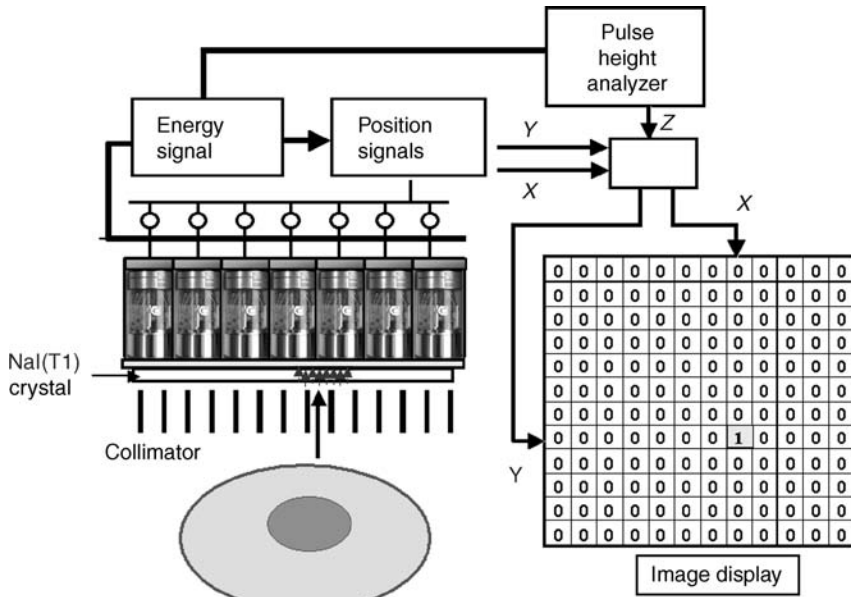 Pulse
height
analyzer
Energy
signal
Position
signals
Y
Z
X
X
0 0 0 0 0 0 0 0 0 0 0 0
0 0 0 0 0 0 0 0 0 0 0 0
0 0 0 0 0 0 0 0 0 0 0 0
0 0 0 0 0 0 0 0 0 0 0 0
0 0 0 0 0 0 0 0 0 0 0 0
0 0 0 0 0 0 0 0 0 0 0 0
0 0 0 0 0 0 0 0 0 0 0 0
0 0 0 0 0 0 0 1 0 0 0 0
0 0 0 0 0 0 0 0 0 0 0 0
0 0 0 0 0 0 0 0 0 0 0 0
0 0 0 0 0 0 0 0 0 0 0 0
0 0 0 0 0 0 0 0 0 0 0 0
NaI(T1)
crystal
Collimator
Y
Image display